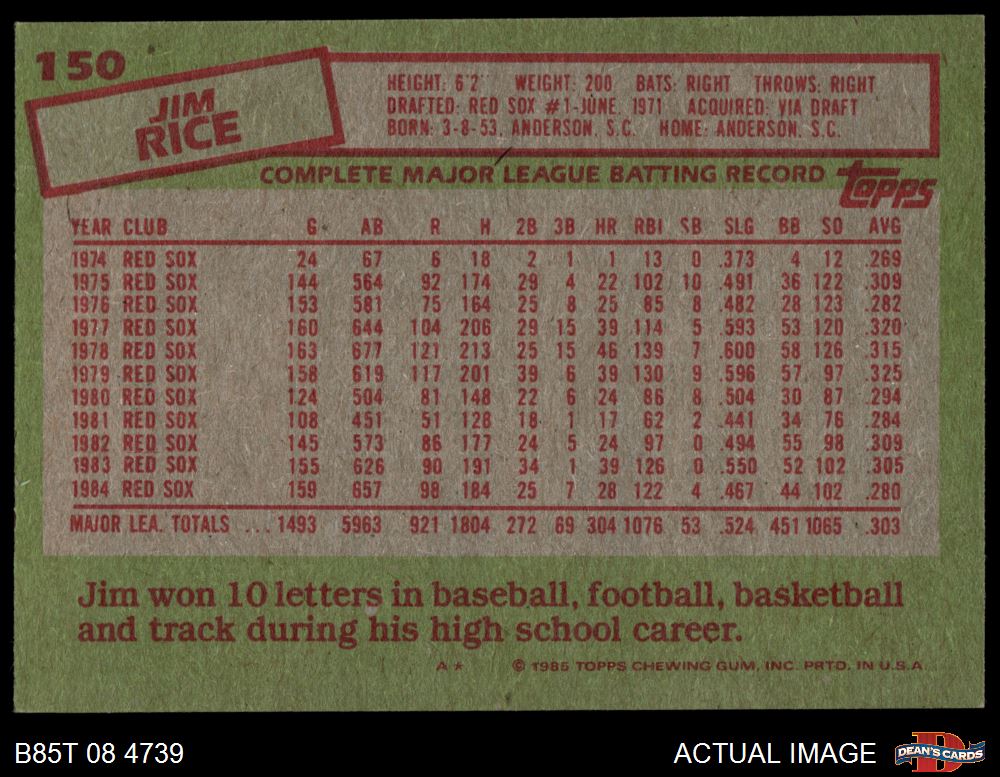 150
JIM
RICE
HEIGHT: 6'2" WEIGHT: 200 BATS: RIGHT THROWS: RIGHT
DRAFTED: RED SOX #1-JUNE, 1971 ACQUIRED: VIA DRAFT
BORN: 3-8-53, ANDERSON, S.C. HOME: ANDERSON, S.C.
COMPLETE MAJOR LEAGUE BATTING RECORD topps
YEAR CLUB G AB R H 2B 3B HR RBI SB SLG BB SO AVG
1974 RED SOX 24 67 6 18 2 1 1 13 0 .373 4 12 .269
1975 RED SOX 144 564 92 174 29 4 22 102 10 .491 36 122 .309
1976 RED SOX 153 581 75 164 25 8 25 85 8 .482 28 123 .282
1977 RED SOX 160 644 104 206 29 15 39 114 5 .593 53 120 .320
1978 RED SOX 163 677 121 213 25 15 46 139 7 .600 58 126 .315
1979 RED SOX 158 619 117 201 39 6 39 130 9 .596 57 97 .325
1980 RED SOX 124 504 81 148 22 6 24 86 8 .504 30 87 .294
1981 RED SOX 108 451 51 128 18 1 17 62 2 .441 34 76 .284
1982 RED SOX 145 573 86 177 24 5 24 97 0 .494 55 98 .309
1983 RED SOX 155 626 90 191 34 1 39 126 0 .550 52 102 .305
1984 RED SOX 159 657 98 184 25 7 28 122 4 .467 44 102 .280
MAJOR LEA. TOTALS ... 1493 5963 921 1804 272 69 304 1076 53 .524 451 1065 .303
Jim won 10 letters in baseball, football, basketball
and track during his high school career.
A* © 1985 TOPPS CHEWING GUM, INC. PRTD. IN U.S.A.
B85T 08 4739 ACTUAL IMAGE D DEAN'S CARDS